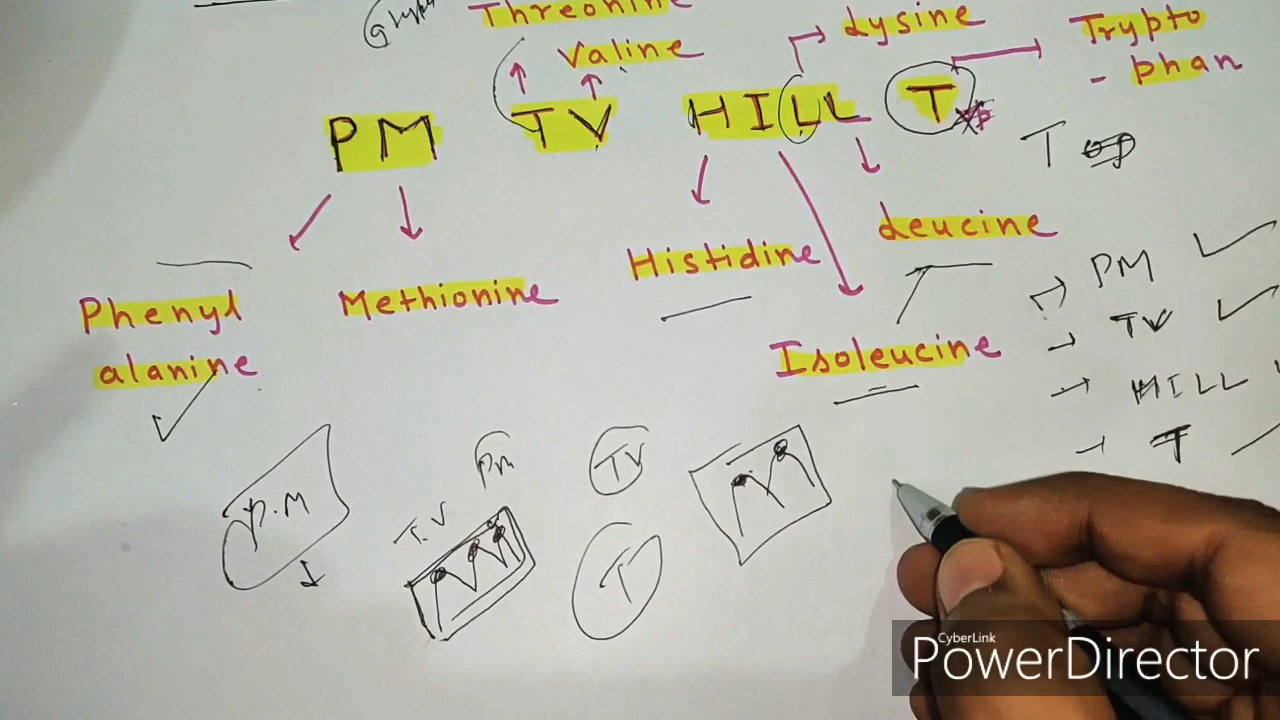 Threonine
Valine
Lysine
Trypto
- phan
PM TV HILL T
T
Phenyl
alanine
Methionine
Histidine
Leucine
Isoleucine
PM
TV
HILL
T
P.M
T.V
PM
TV
T
CyberLink
PowerDirector